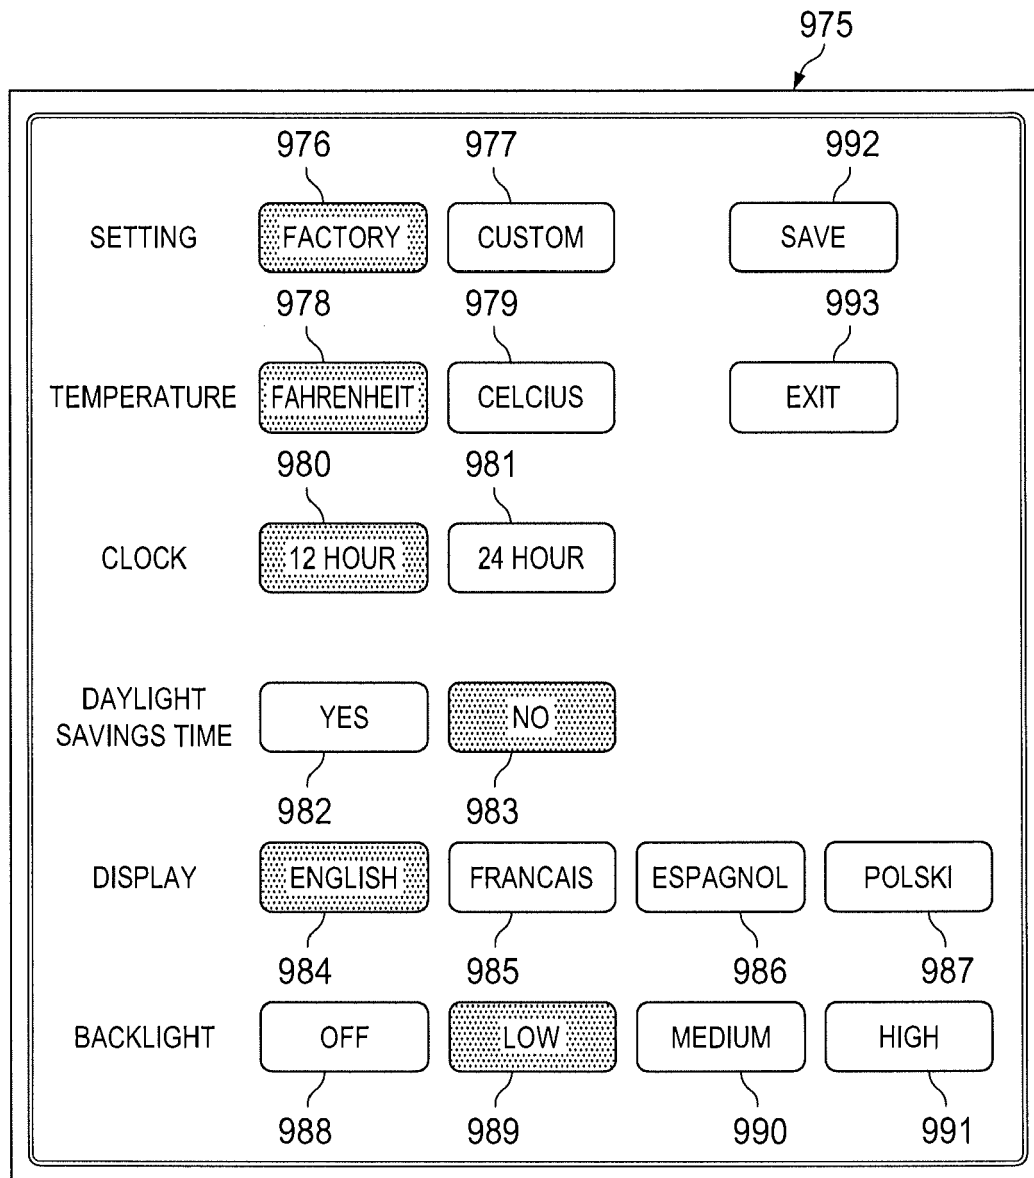 975
976 977 992
SETTING FACTORY CUSTOM SAVE
978 979 993
TEMPERATURE FAHRENHEIT CELCIUS EXIT
980 981
CLOCK 12 HOUR 24 HOUR
DAYLIGHT
SAVINGS TIME YES NO
982 983
DISPLAY ENGLISH FRANCAIS ESPAGNOL POLSKI
984 985 986 987
BACKLIGHT OFF LOW MEDIUM HIGH
988 989 990 991